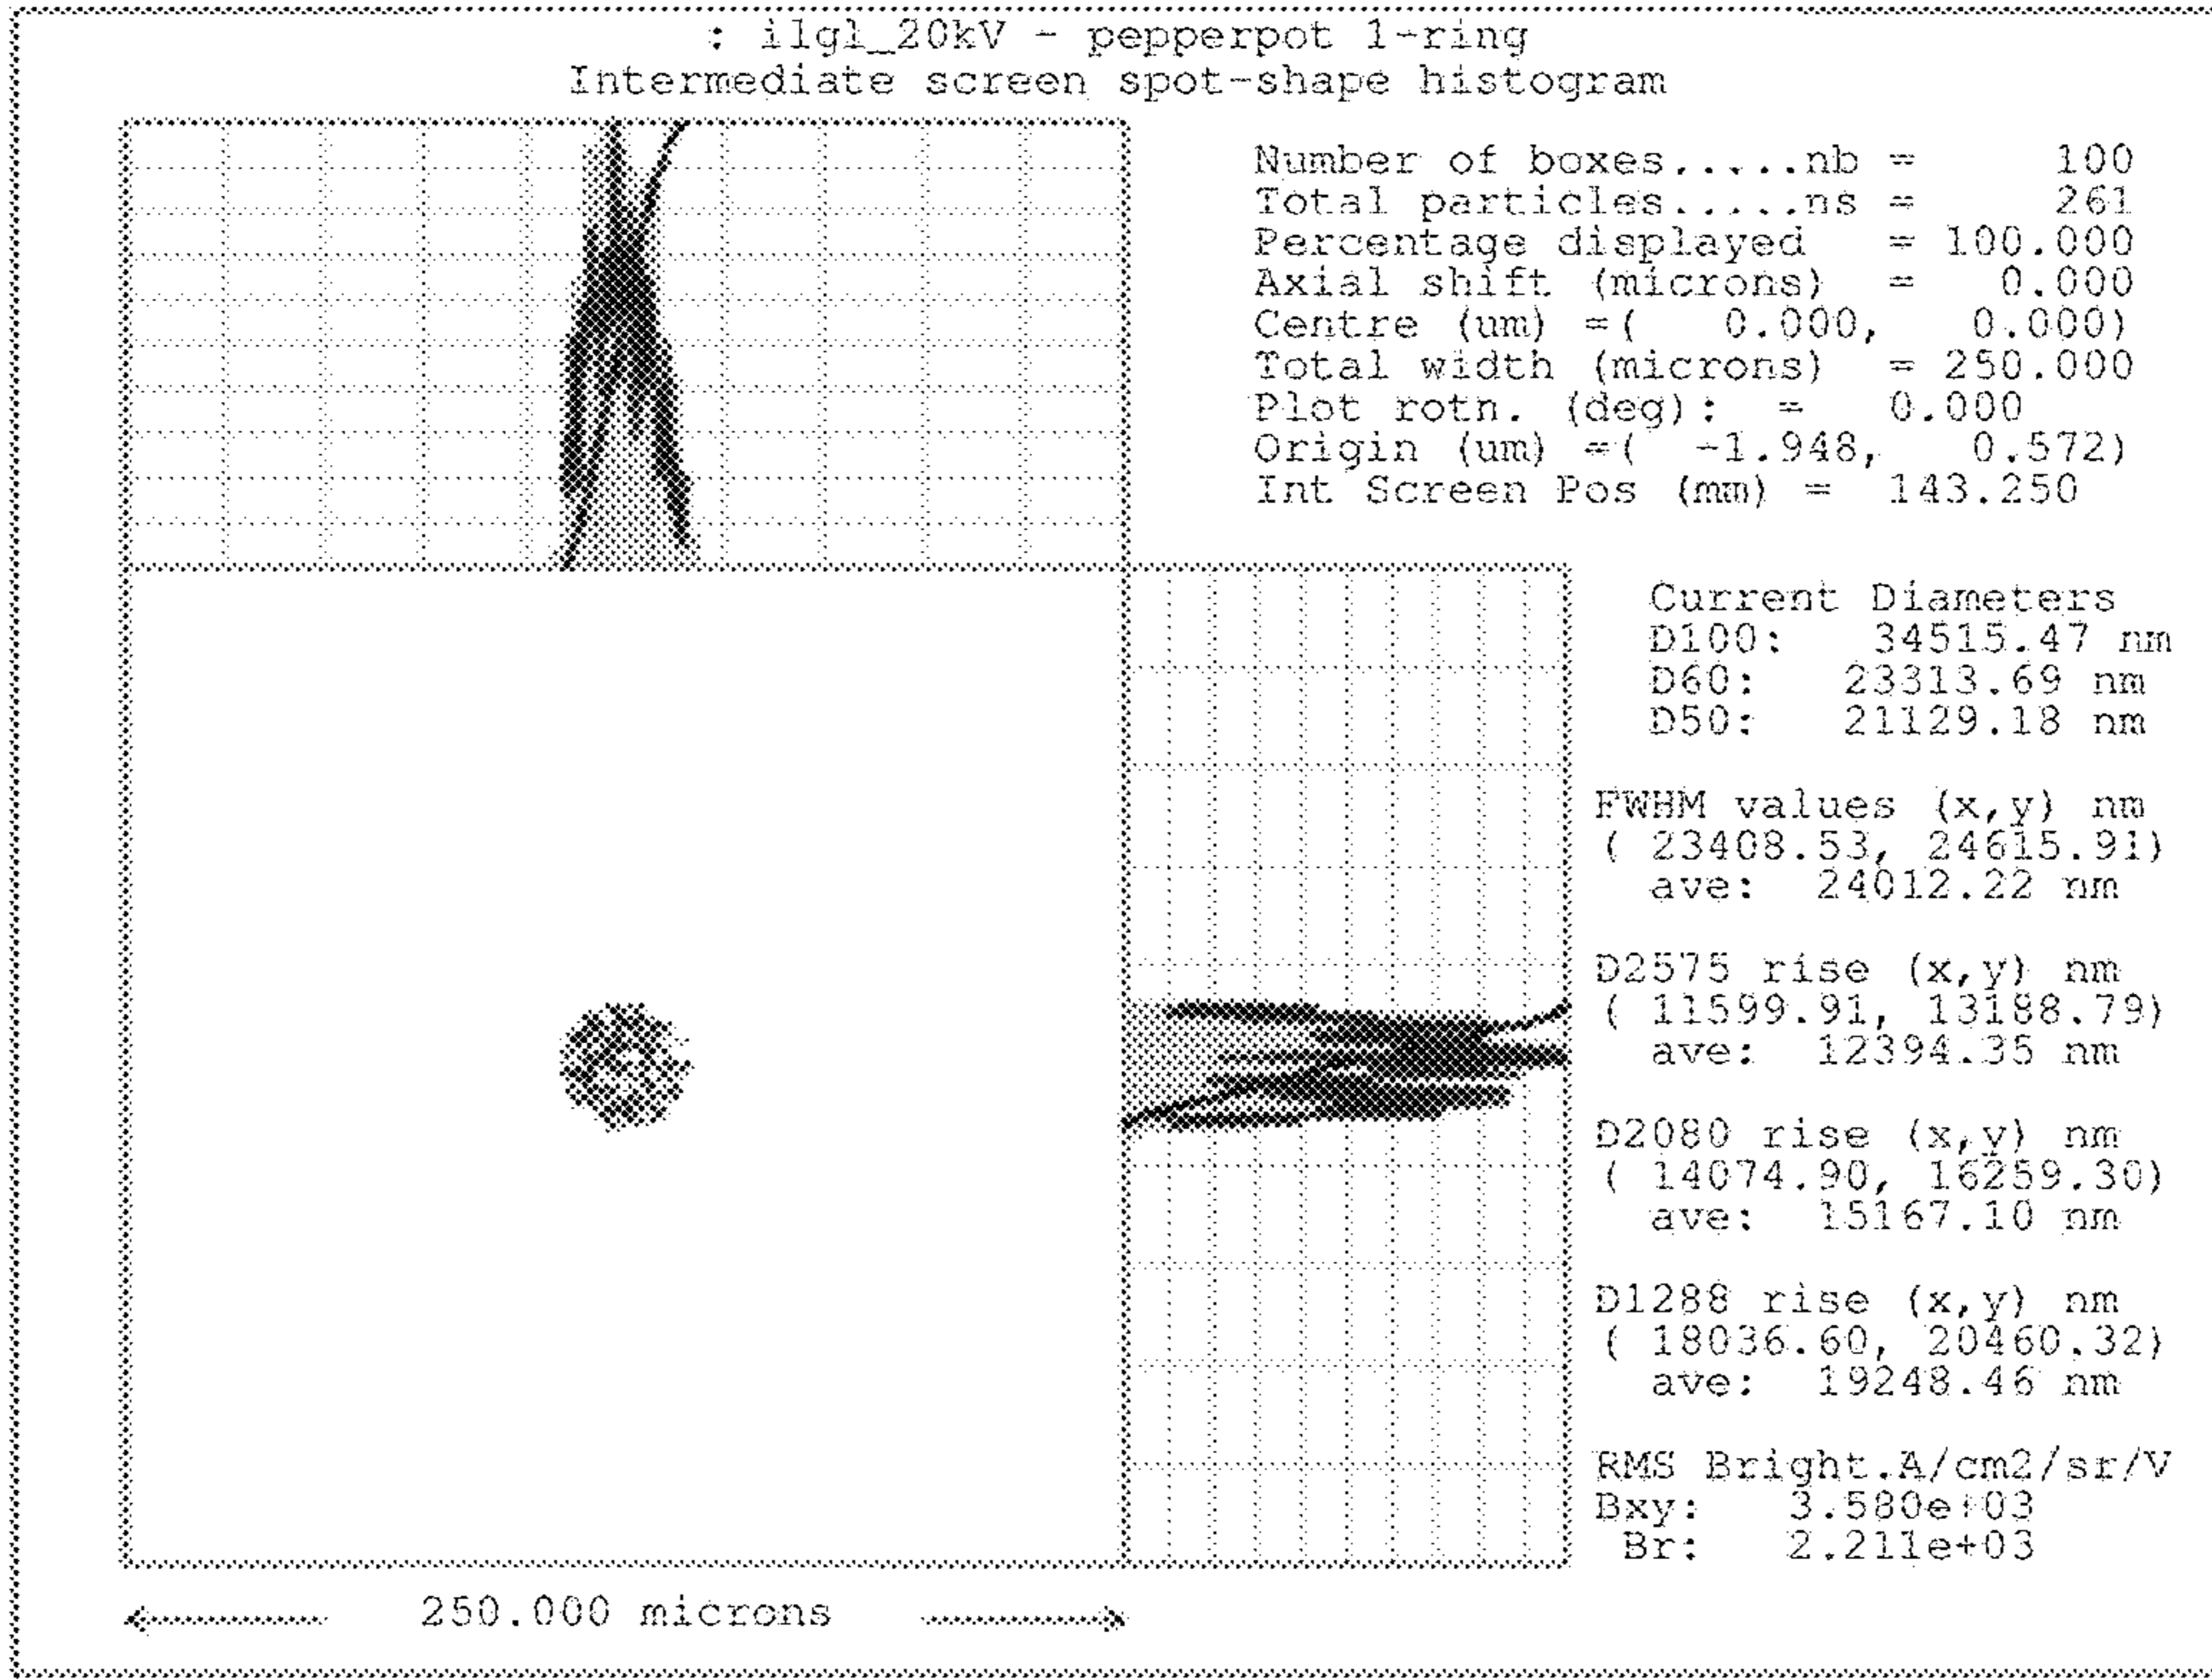 : ilgl_20kV - pepperpot 1-ring
Intermediate screen spot-shape histogram
Number of boxes.....nb = 100
Total particles.....ns = 261
Percentage displayed = 100.000
Axial shift (microns) = 0.000
Centre (um) =( 0.000, 0.000)
Total width (microns) = 250.000
Plot rotn. (deg): = 0.000
Origin (um) =( -1.948, 0.572)
Int Screen Pos (mm) = 143.250
Current Diameters
D100: 34515.47 nm
D60: 23313.69 nm
D50: 21129.18 nm
FWHM values (x,y) nm
( 23408.53, 24615.91)
ave: 24012.22 nm
D2575 rise (x,y) nm
( 11599.91, 13188.79)
ave: 12394.35 nm
D2080 rise (x,y) nm
( 14074.90, 16259.30)
ave: 15167.10 nm
D1288 rise (x,y) nm
( 18036.60, 20460.32)
ave: 19248.46 nm
RMS Bright.A/cm2/sr/V
Bxy: 3.580e+03
Br: 2.211e+03
250.000 microns